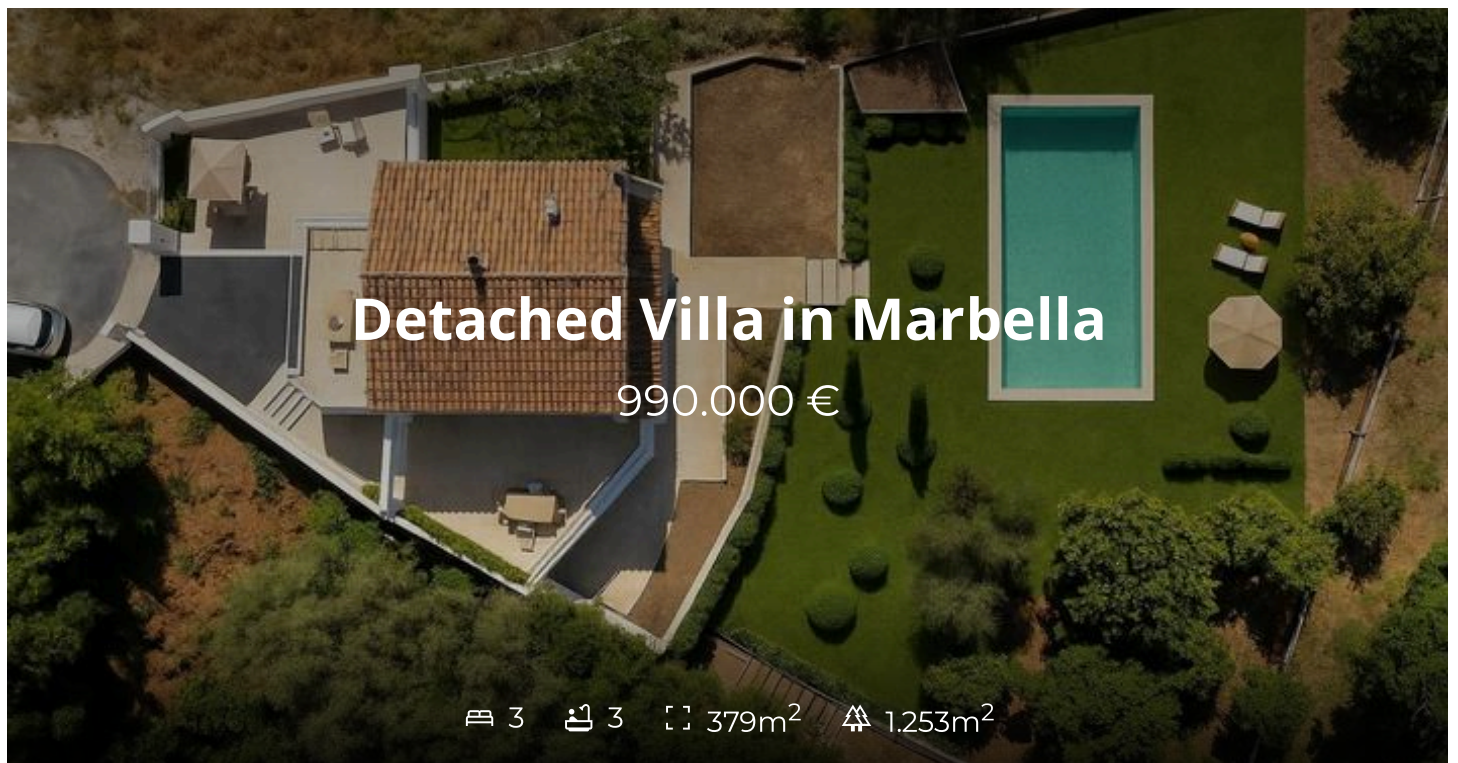 Detached Villa in Marbella
990.000 €
3 3 379m² 1.253m²